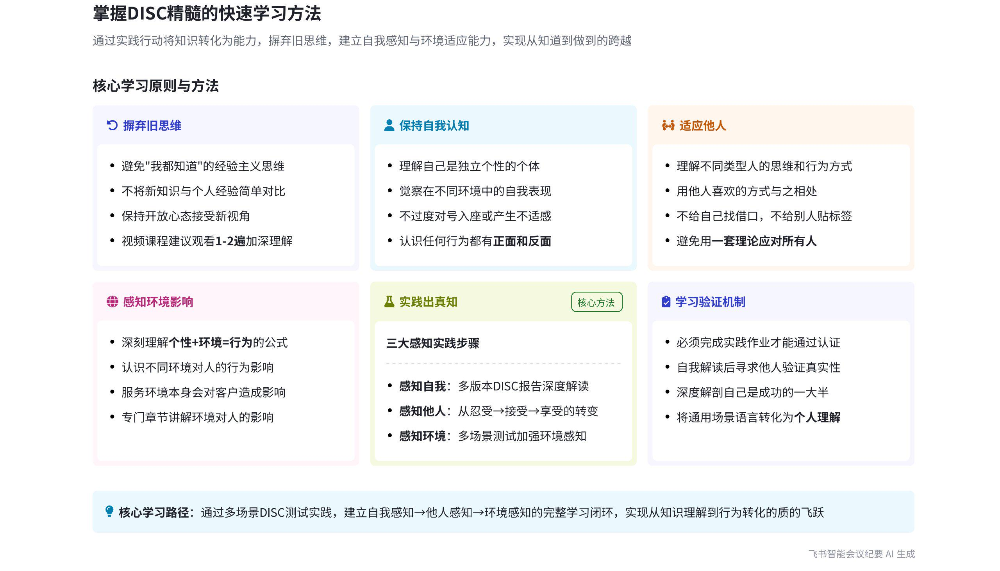 掌握DISC精髓的快速学习方法
通过实践行动将知识转化为能力，摒弃旧思维，建立自我感知与环境适应能力，实现从知道到做到的跨越
核心学习原则与方法
摒弃旧思维
避免"我都知道"的经验主义思维
不将新知识与个人经验简单对比
保持开放心态接受新视角
视频课程建议观看1-2遍加深理解
保持自我认知
理解自己是独立个性的个体
觉察在不同环境中的自我表现
不过度对号入座或产生不适感
认识任何行为都有正面和反面
适应他人
理解不同类型人的思维和行为方式
用他人喜欢的方式与之相处
不给自己找借口，不给别人贴标签
避免用一套理论应对所有人
感知环境影响
深刻理解个性+环境=行为的公式
认识不同环境对人的行为影响
服务环境本身会对客户造成影响
专门章节讲解环境对人的影响
实践出真知
核心方法
三大感知实践步骤
感知自我：多版本DISC报告深度解读
感知他人：从忍受→接受→享受的转变
感知环境：多场景测试加强环境感知
学习验证机制
必须完成实践作业才能通过认证
自我解读后寻求他人验证真实性
深度解剖自己是成功的一大半
将通用场景语言转化为个人理解
核心学习路径：通过多场景DISC测试实践，建立自我感知→他人感知→环境感知的完整学习闭环，实现从知识理解到行为转化的质的飞跃
飞书智能会议纪要 AI 生成